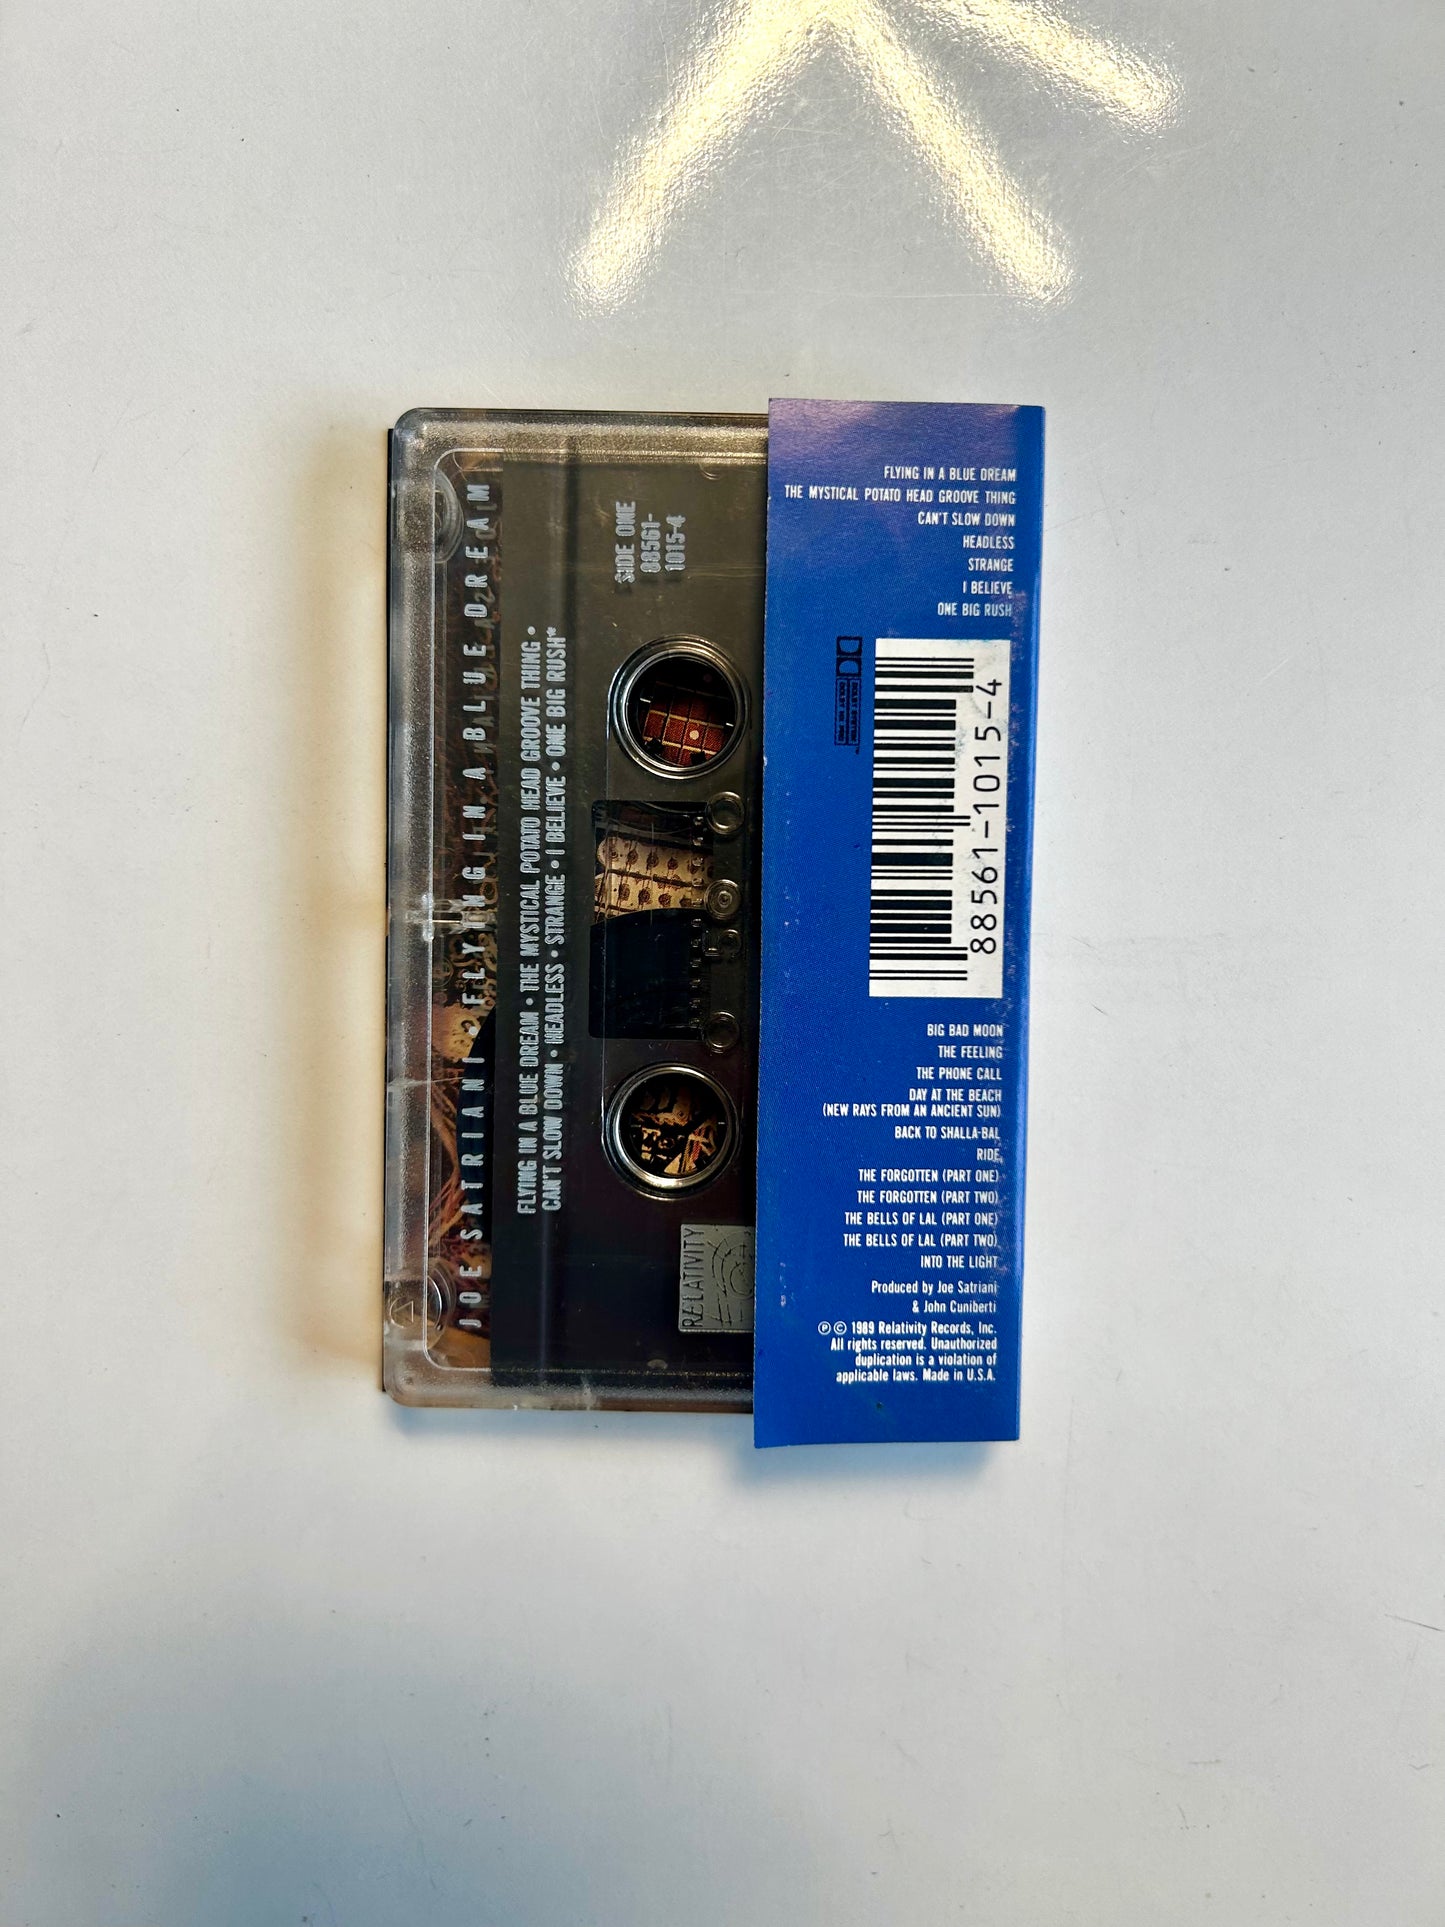 JOE SATRIANI • FLYING IN A BLUE DREAM
FLYING IN A BLUE DREAM • THE MYSTICAL POTATO HEAD GROOVE THING •
CAN'T SLOW DOWN • HEADLESS • STRANGE • I BELIEVE • ONE BIG RUSH*
SIDE ONE
88561-
1015-4
RELATIVITY
FLYING IN A BLUE DREAM
THE MYSTICAL POTATO HEAD GROOVE THING
CAN'T SLOW DOWN
HEADLESS
STRANGE
I BELIEVE
ONE BIG RUSH
88561-1015-4
BIG BAD MOON
THE FEELING
THE PHONE CALL
DAY AT THE BEACH
(NEW RAYS FROM AN ANCIENT SUN)
BACK TO SHALLA-BAL
RIDE
THE FORGOTTEN (PART ONE)
THE FORGOTTEN (PART TWO)
THE BELLS OF LAL (PART ONE)
THE BELLS OF LAL (PART TWO)
INTO THE LIGHT
Produced by Joe Satriani
& John Cuniberti
℗ © 1989 Relativity Records, Inc.
All rights reserved. Unauthorized
duplication is a violation of
applicable laws. Made in U.S.A.